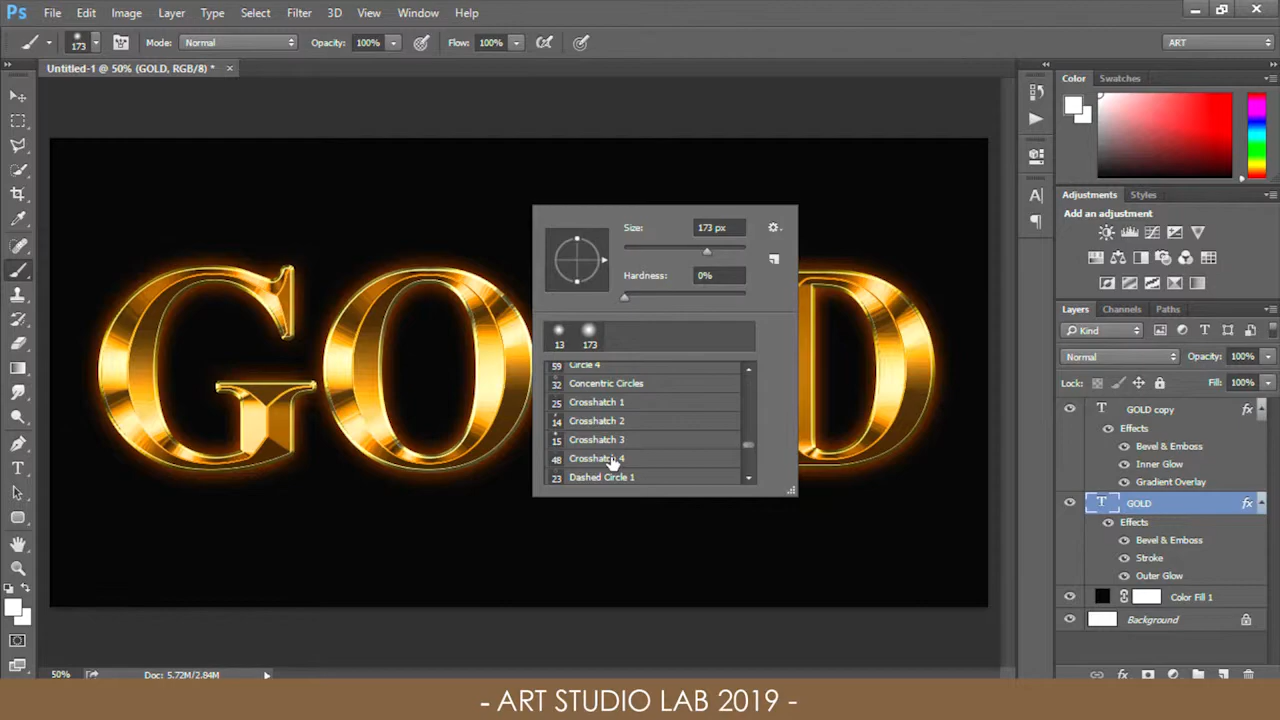 Ps File Edit Image Layer Type Select Filter 3D View Window Help
173 Mode: Normal Opacity: 100% Flow: 100% ART
Untitled-1 @ 50% (GOLD, RGB/8) * ×
Color Swatches
Adjustments Styles
Add an adjustment
GOLD
Size: 173 px
Hardness: 0%
13 173
59 Circle 4
32 Concentric Circles
25 Crosshatch 1
14 Crosshatch 2
15 Crosshatch 3
48 Crosshatch 4
23 Dashed Circle 1
Layers Channels Paths
Kind
Normal Opacity: 100%
Lock: Fill: 100%
T GOLD copy fx
Effects
Bevel & Emboss
Inner Glow
Gradient Overlay
T GOLD fx
Effects
Bevel & Emboss
Stroke
Outer Glow
Color Fill 1
Background
50% Doc: 5.72M/2.84M
- ART STUDIO LAB 2019 -